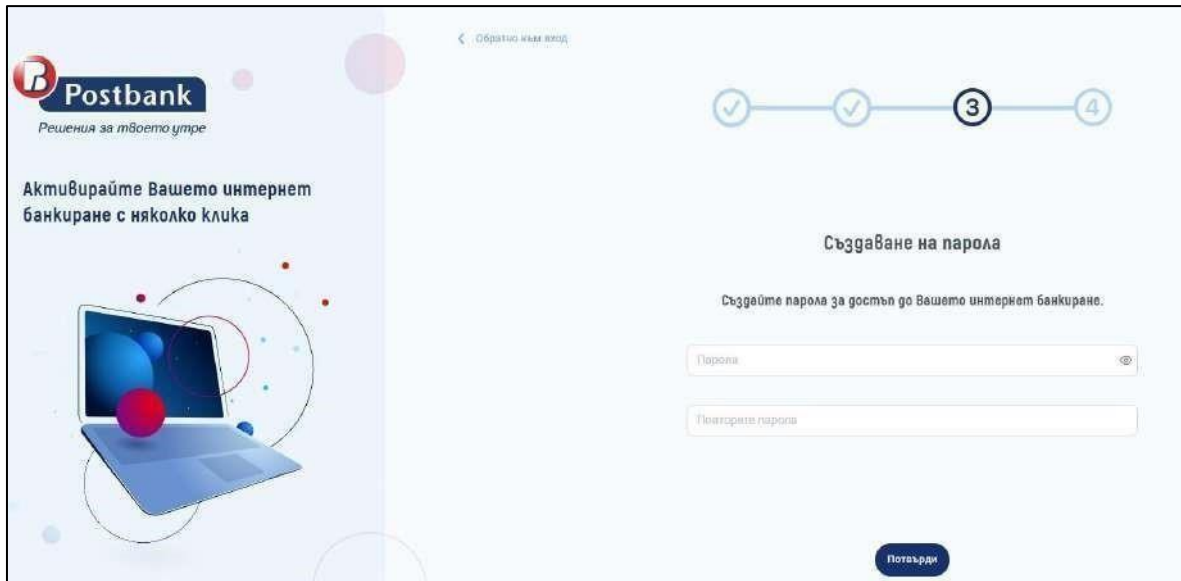 Postbank
Решения за твоето утре
Активирайте Вашето интернет
банкиране с няколко клика
Обратно към вход
3
4
Създаване на парола
Създайте парола за достъп до Вашето интернет банкиране.
Парола
Повторете парола
Потвърди